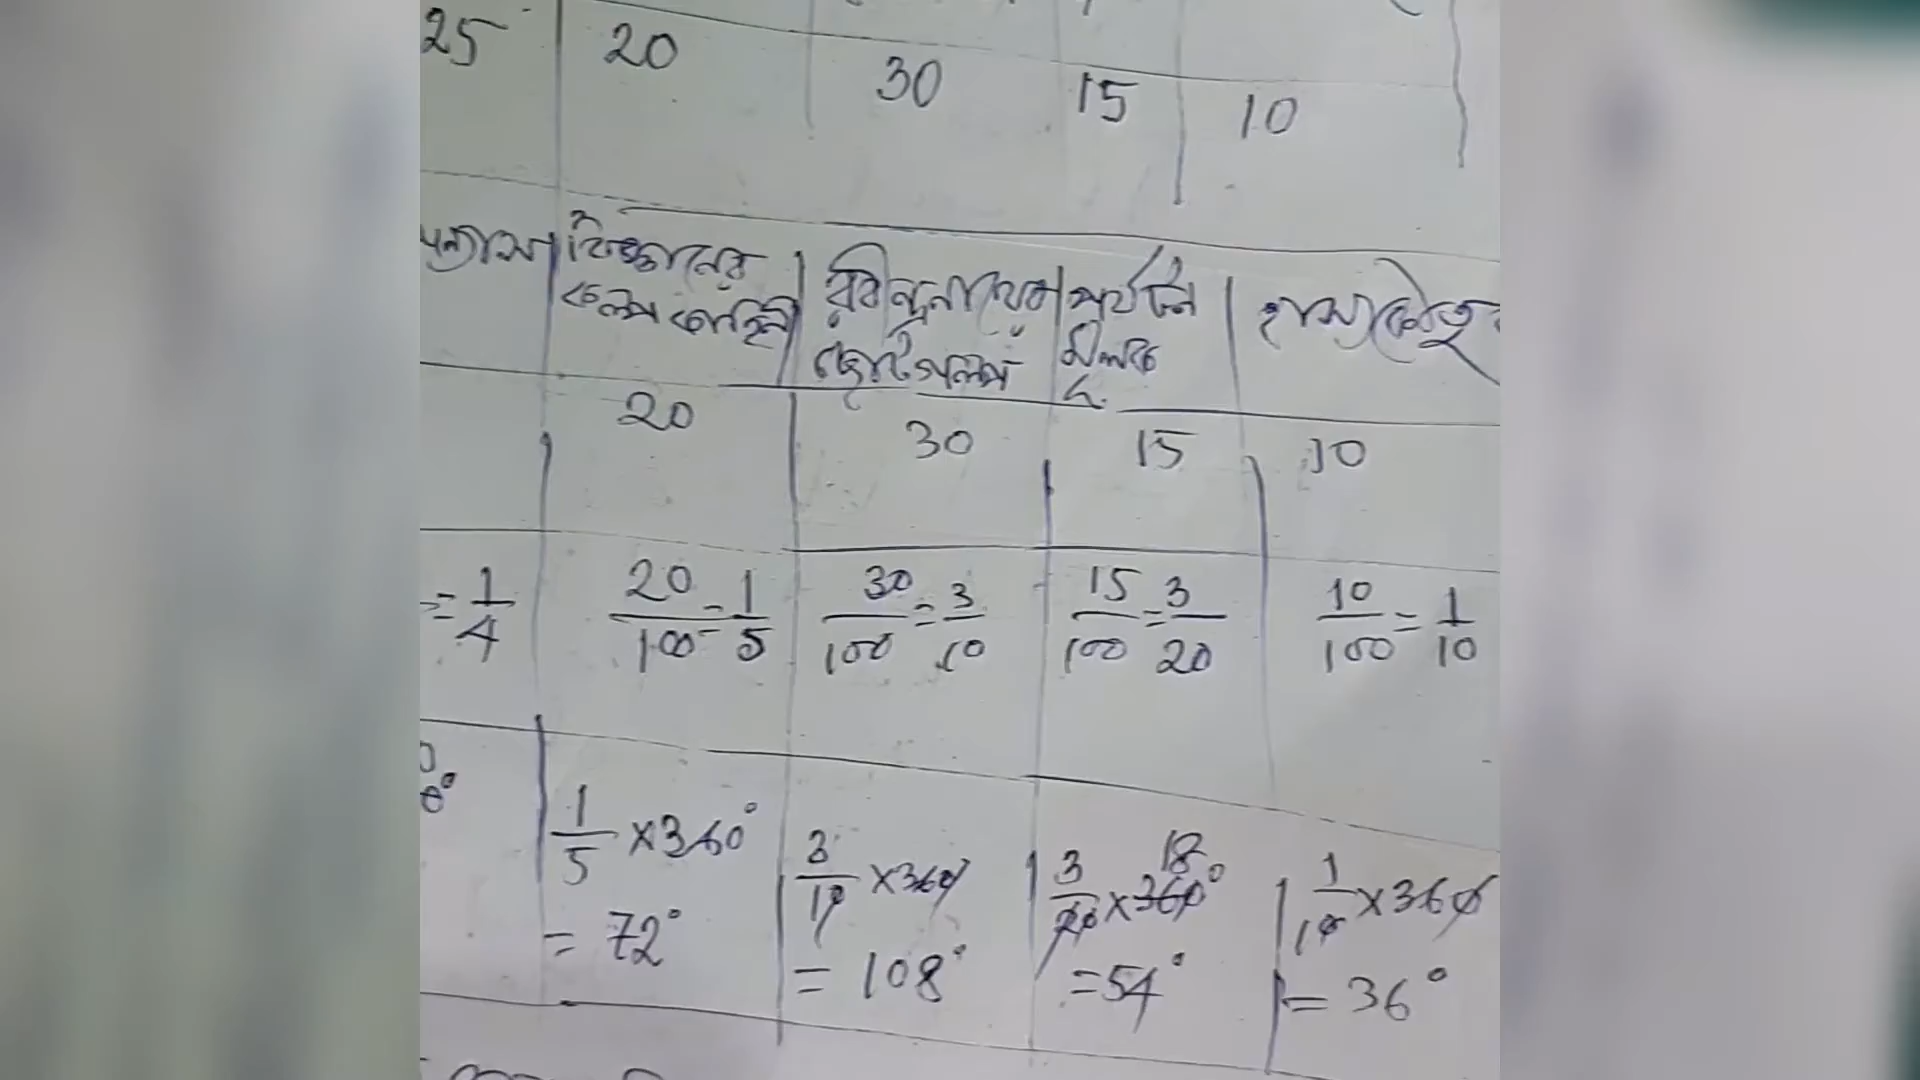 25 20 30 15 10
বিজ্ঞানের রবীন্দ্রনাথের হাস্যকৌতু
কল্পকাহিনী ছোটগল্প
20 30 15 10
= 1/4 20/100 = 1/5 30/100 = 3/10 15/100 = 3/20 10/100 = 1/10
1/5 × 360° 3/10 × 360 3/20 × 360° 18 1/10 × 360
= 72° = 108° = 54° = 36°